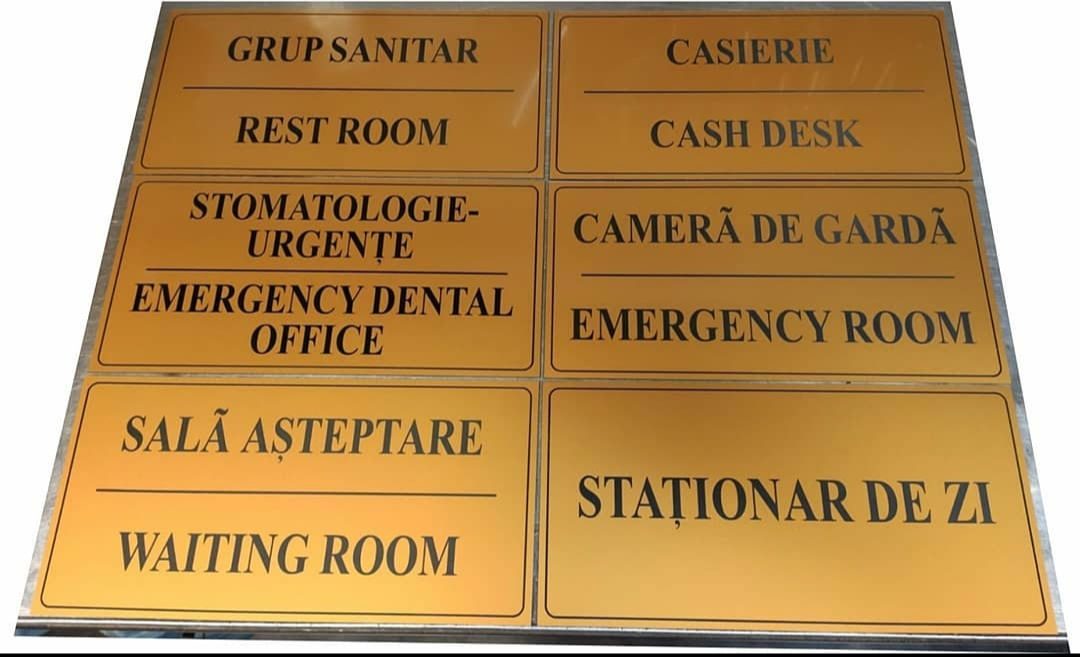 GRUP SANITAR
REST ROOM
CASIERIE
CASH DESK
STOMATOLOGIE-
URGENȚE
EMERGENCY DENTAL
OFFICE
CAMERÃ DE GARDÃ
EMERGENCY ROOM
SALÃ AȘTEPTARE
WAITING ROOM
STAȚIONAR DE ZI